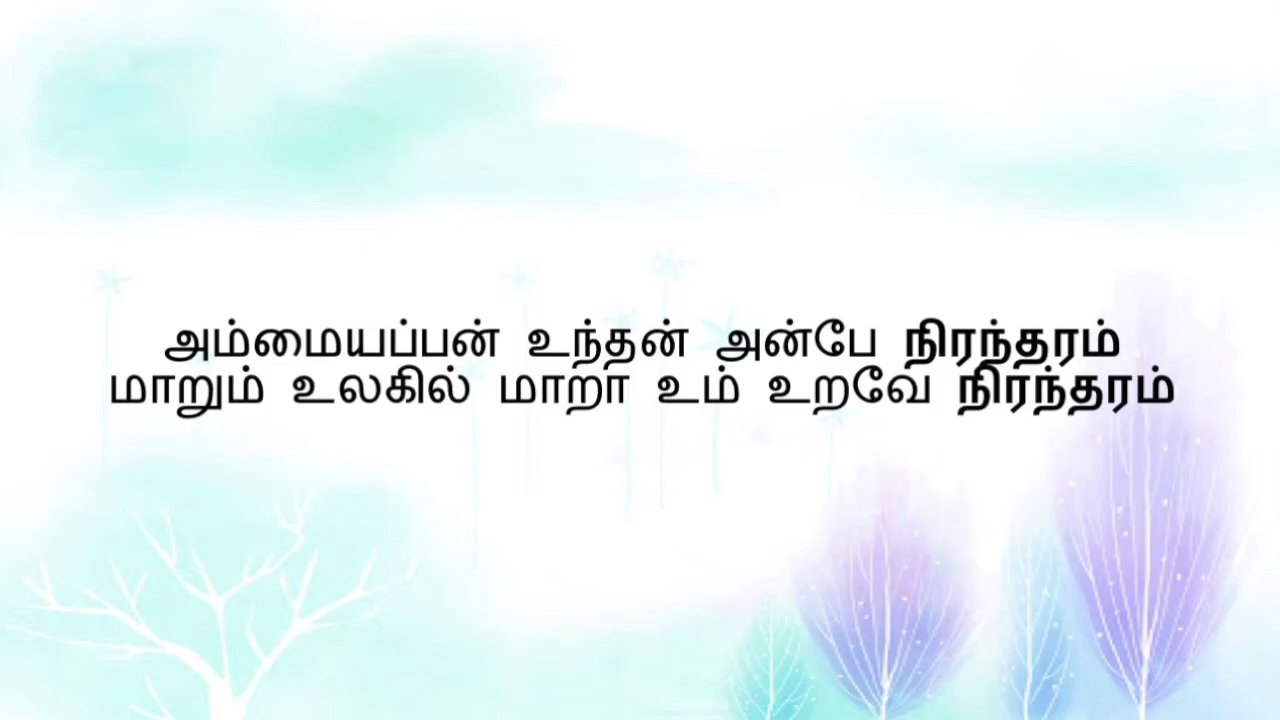 அம்மையப்பன் உந்தன் அன்பே நிரந்தரம்
மாறும் உலகில் மாறா உம் உறவே நிரந்தரம்